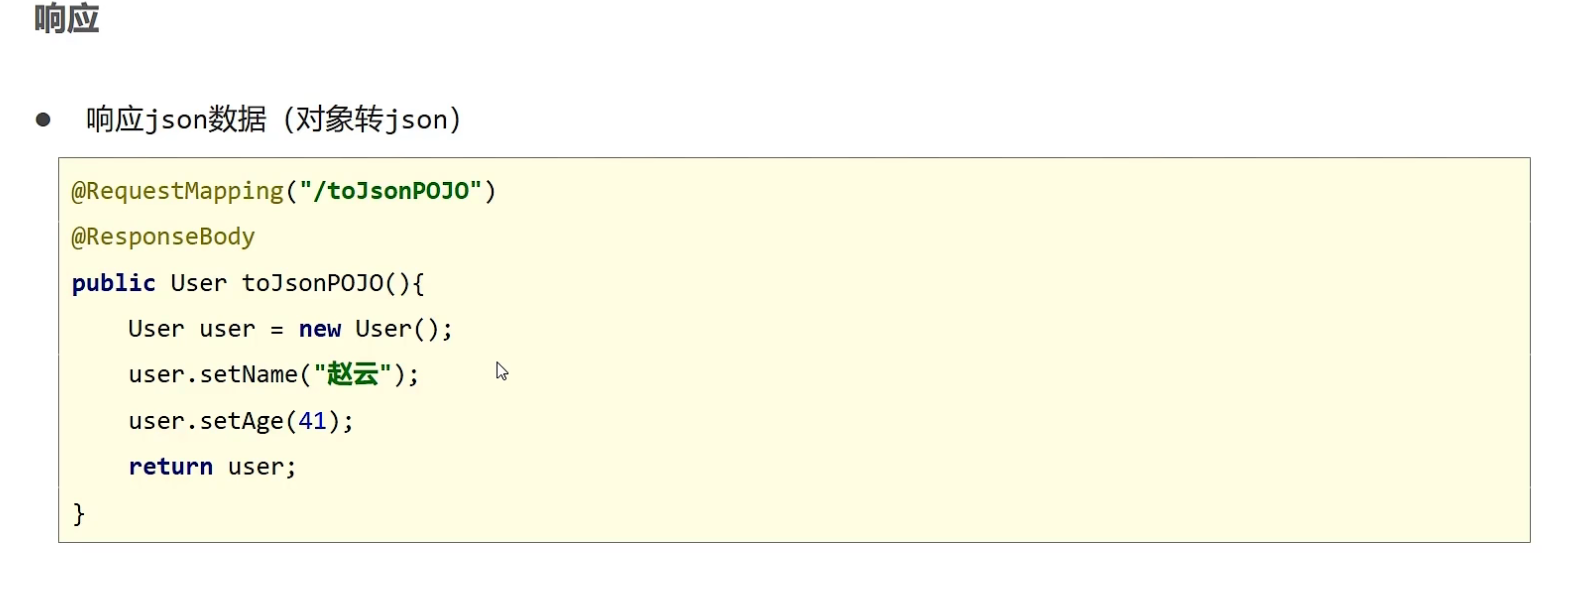 响应
● 响应json数据（对象转json）
@RequestMapping("/toJsonPOJO")
@ResponseBody
public User toJsonPOJO(){
    User user = new User();
    user.setName("赵云");
    user.setAge(41);
    return user;
}